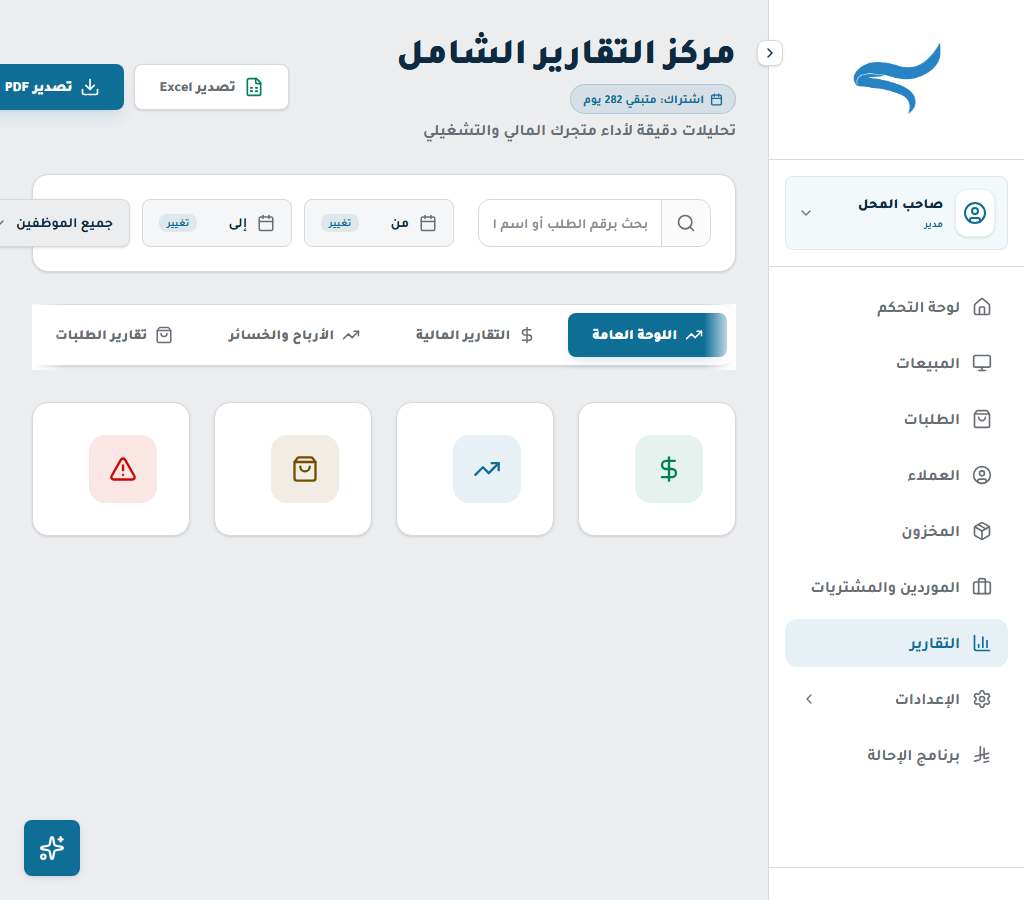 مركز التقارير الشامل
اشتراك: متبقي 282 يوم
تحليلات دقيقة لأداء متجرك المالي والتشغيلي
تصدير Excel
تصدير PDF
بحث برقم الطلب أو اسم ا
من
تغيير
إلى
تغيير
جميع الموظفين
اللوحة العامة
التقارير المالية
الأرباح والخسائر
تقارير الطلبات
صاحب المحل
مدير
لوحة التحكم
المبيعات
الطلبات
العملاء
المخزون
الموردين والمشتريات
التقارير
الإعدادات
برنامج الإحالة